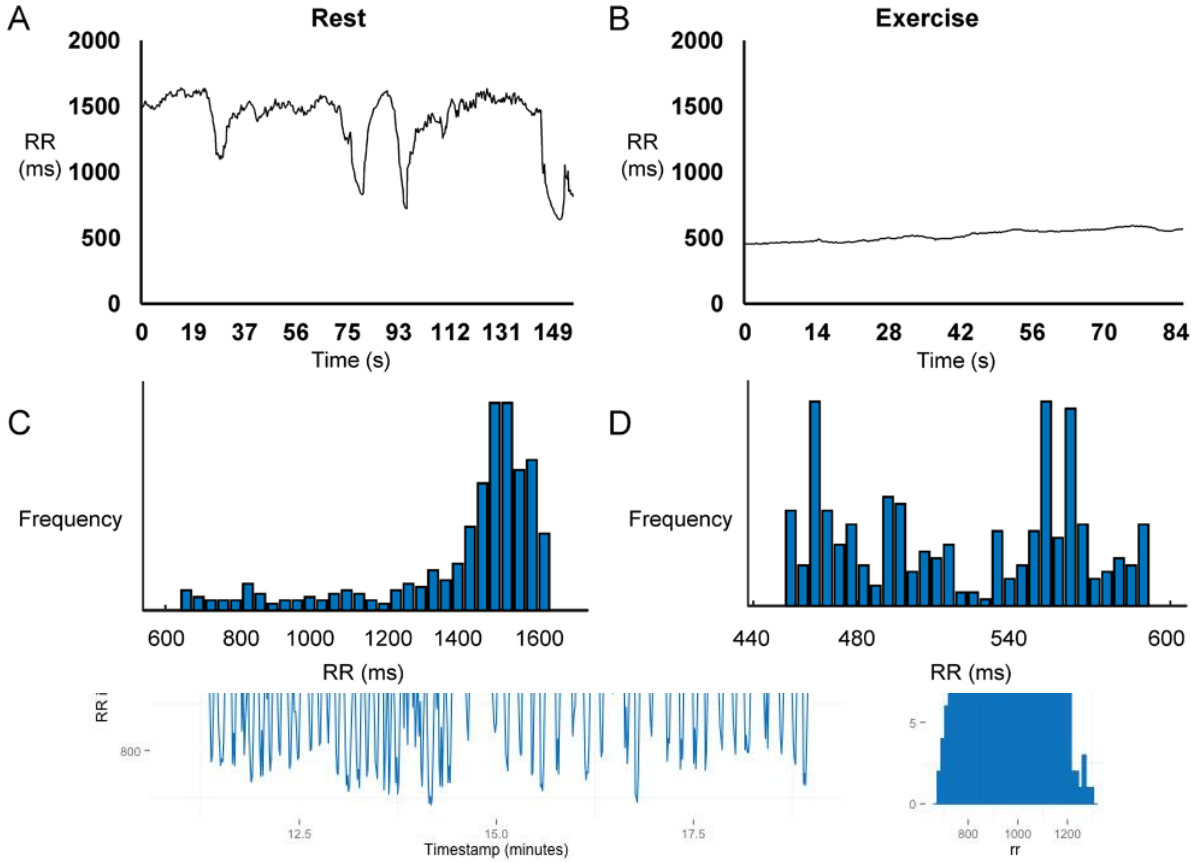 A
Rest
2000
1500
RR
(ms)
1000
500
0
0 19 37 56 75 93 112 131 149
Time (s)
B
Exercise
2000
1500
RR
(ms)
1000
500
0
0 14 28 42 56 70 84
Time (s)
C
Frequency
600 800 1000 1200 1400 1600
RR (ms)
D
Frequency
440 480 540 600
RR (ms)
RR i
800
12.5 15.0 17.5
Timestamp (minutes)
5
0
800 1000 1200
rr